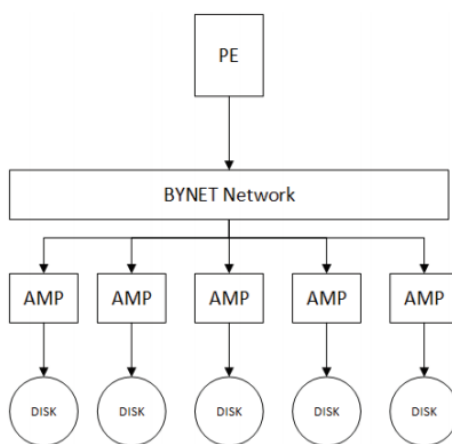 PE
BYNET Network
AMP AMP AMP AMP AMP
DISK DISK DISK DISK DISK